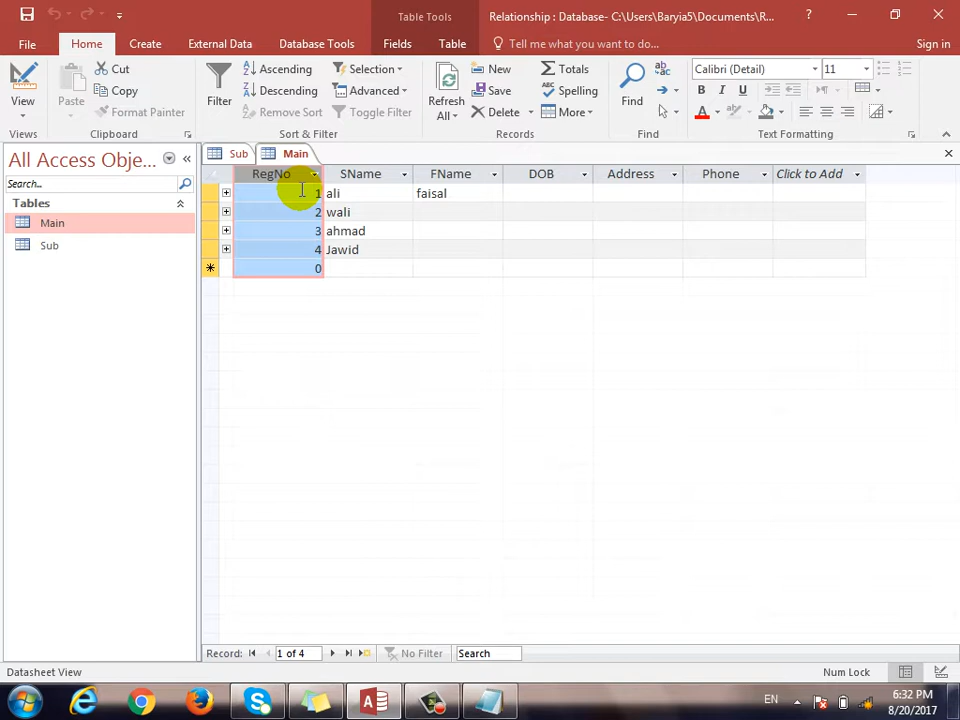 Table Tools
Relationship : Database- C:\Users\Baryia5\Documents\R...
?
File
Home
Create
External Data
Database Tools
Fields
Table
Tell me what you want to do...
Sign in
View
Views
Paste
Cut
Copy
Format Painter
Clipboard
Filter
Ascending
Descending
Remove Sort
Selection
Advanced
Toggle Filter
Sort & Filter
Refresh
All
New
Save
Delete
Totals
Spelling
More
Records
Find
Find
Calibri (Detail)
11
B I U
A
Text Formatting
All Access Obje...
Search...
Tables
Main
Sub
Sub
Main
RegNo SName FName DOB Address Phone Click to Add
1 ali faisal
2 wali
3 ahmad
4 Jawid
0
Record: 1 of 4 No Filter Search
Datasheet View
Num Lock
EN
6:32 PM
8/20/2017